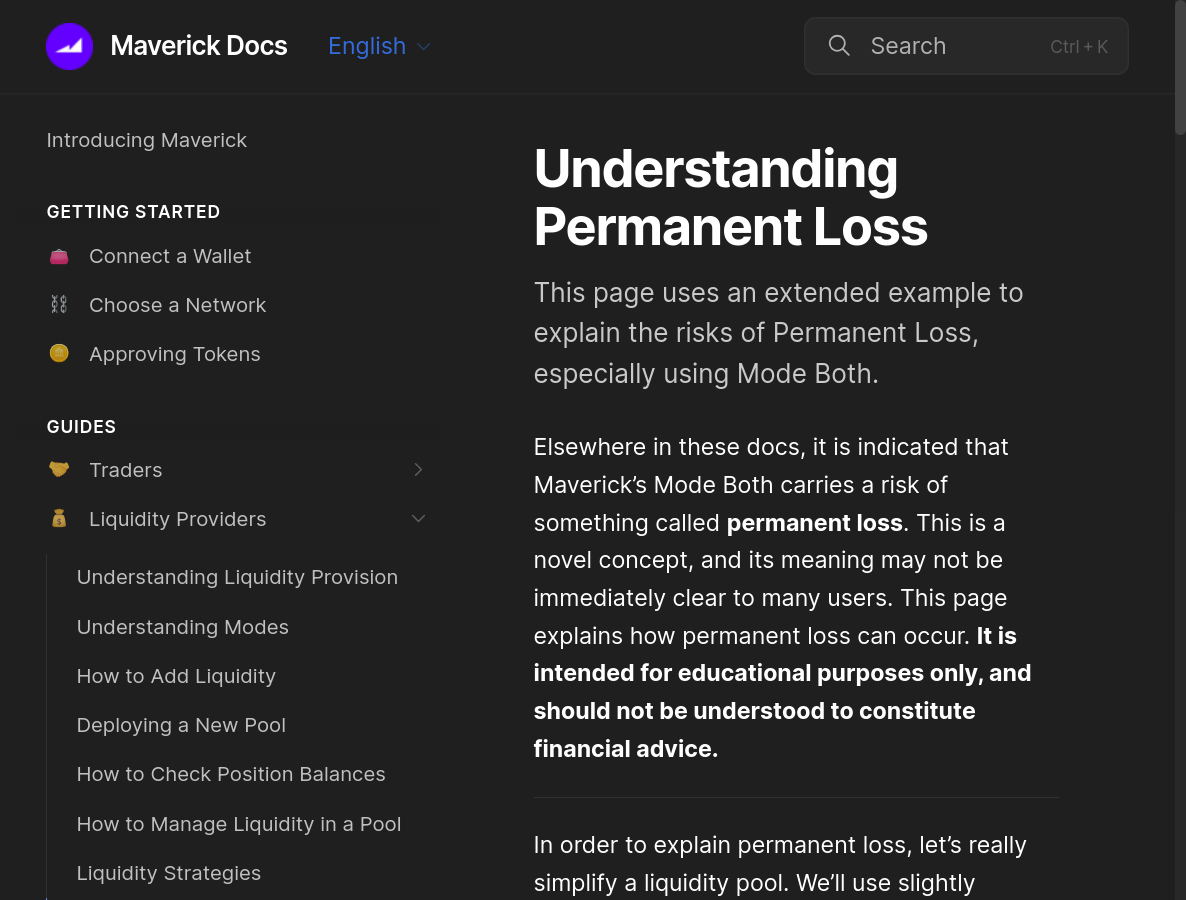 Maverick Docs
English
Search
Ctrl + K
Introducing Maverick
GETTING STARTED
Connect a Wallet
Choose a Network
Approving Tokens
GUIDES
Traders
Liquidity Providers
Understanding Liquidity Provision
Understanding Modes
How to Add Liquidity
Deploying a New Pool
How to Check Position Balances
How to Manage Liquidity in a Pool
Liquidity Strategies
Understanding
Permanent Loss
This page uses an extended example to
explain the risks of Permanent Loss,
especially using Mode Both.
Elsewhere in these docs, it is indicated that
Maverick’s Mode Both carries a risk of
something called permanent loss. This is a
novel concept, and its meaning may not be
immediately clear to many users. This page
explains how permanent loss can occur. It is
intended for educational purposes only, and
should not be understood to constitute
financial advice.
In order to explain permanent loss, let’s really
simplify a liquidity pool. We’ll use slightly